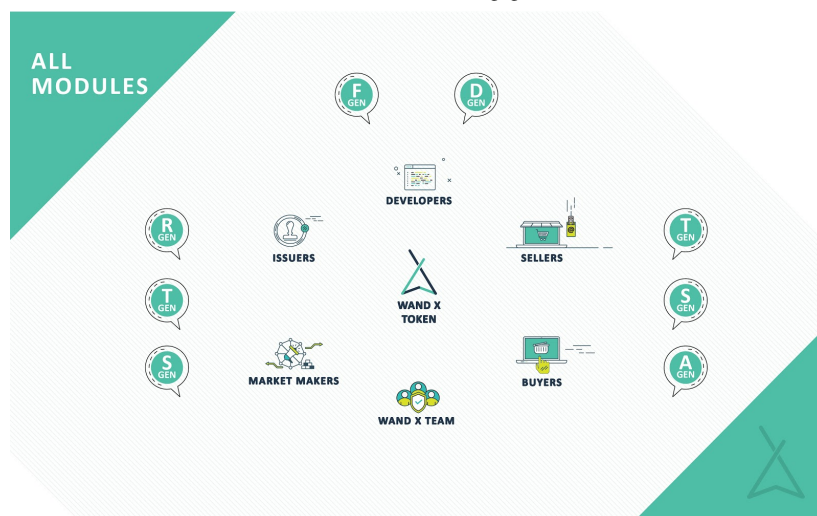 ALL
MODULES
F
GEN
D
GEN
DEVELOPERS
R
GEN
ISSUERS
SELLERS
T
GEN
WAND X
TOKEN
T
GEN
S
GEN
S
GEN
MARKET MAKERS
BUYERS
A
GEN
WAND X TEAM